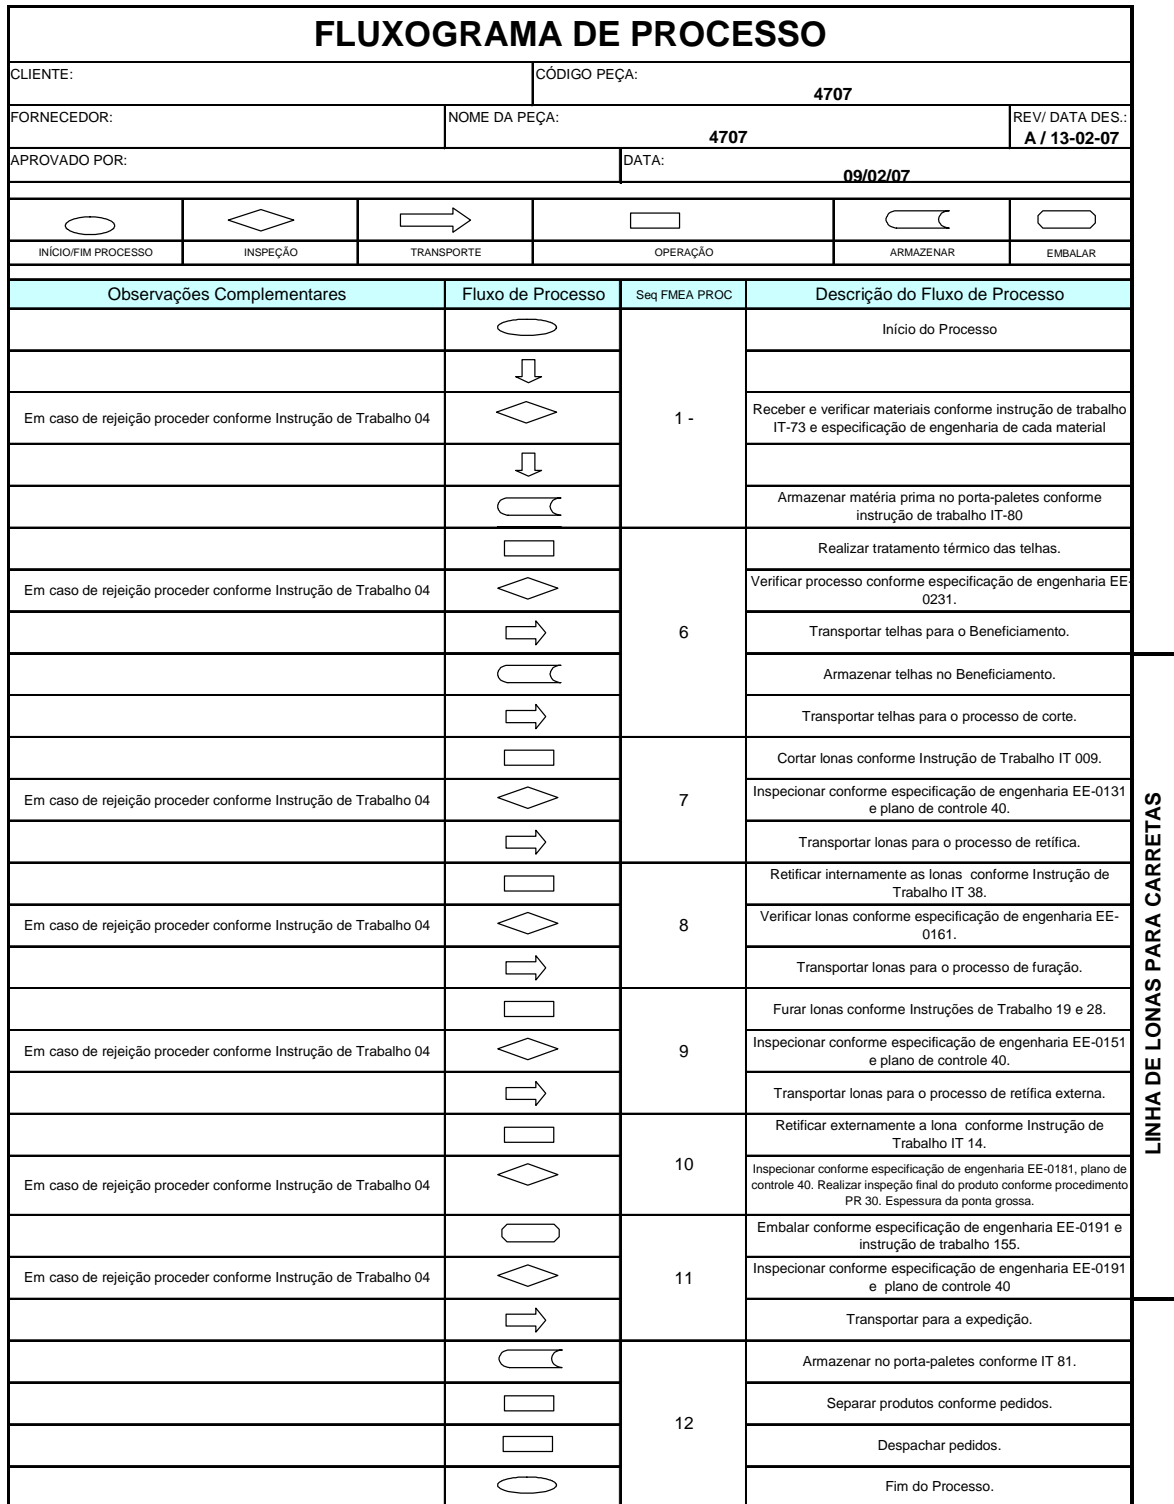 FLUXOGRAMA DE PROCESSO
CLIENTE:
CÓDIGO PEÇA:
4707
FORNECEDOR:
NOME DA PEÇA:
4707
REV/ DATA DES.:
A / 13-02-07
APROVADO POR:
DATA:
09/02/07
INÍCIO/FIM PROCESSO
INSPEÇÃO
TRANSPORTE
OPERAÇÃO
ARMAZENAR
EMBALAR
Observações Complementares
Fluxo de Processo
Seq FMEA PROC
Descrição do Fluxo de Processo
Início do Processo
Em caso de rejeição proceder conforme Instrução de Trabalho 04
1 -
Receber e verificar materiais conforme instrução de trabalho
IT-73 e especificação de engenharia de cada material
Armazenar matéria prima no porta-paletes conforme
instrução de trabalho IT-80
Realizar tratamento térmico das telhas.
Em caso de rejeição proceder conforme Instrução de Trabalho 04
Verificar processo conforme especificação de engenharia EE-
0231.
6
Transportar telhas para o Beneficiamento.
Armazenar telhas no Beneficiamento.
Transportar telhas para o processo de corte.
Cortar lonas conforme Instrução de Trabalho IT 009.
Em caso de rejeição proceder conforme Instrução de Trabalho 04
7
Inspecionar conforme especificação de engenharia EE-0131
e plano de controle 40.
Transportar lonas para o processo de retífica.
Retificar internamente as lonas  conforme Instrução de
Trabalho IT 38.
Em caso de rejeição proceder conforme Instrução de Trabalho 04
8
Verificar lonas conforme especificação de engenharia EE-
0161.
Transportar lonas para o processo de furação.
Furar lonas conforme Instruções de Trabalho 19 e 28.
Em caso de rejeição proceder conforme Instrução de Trabalho 04
9
Inspecionar conforme especificação de engenharia EE-0151
e plano de controle 40.
Transportar lonas para o processo de retífica externa.
Retificar externamente a lona  conforme Instrução de
Trabalho IT 14.
10
Em caso de rejeição proceder conforme Instrução de Trabalho 04
Inspecionar conforme especificação de engenharia EE-0181, plano de
controle 40. Realizar inspeção final do produto conforme procedimento
PR 30. Espessura da ponta grossa.
Embalar conforme especificação de engenharia EE-0191 e
instrução de trabalho 155.
Em caso de rejeição proceder conforme Instrução de Trabalho 04
11
Inspecionar conforme especificação de engenharia EE-0191
e  plano de controle 40
Transportar para a expedição.
Armazenar no porta-paletes conforme IT 81.
Separar produtos conforme pedidos.
12
Despachar pedidos.
Fim do Processo.
LINHA DE LONAS PARA CARRETAS